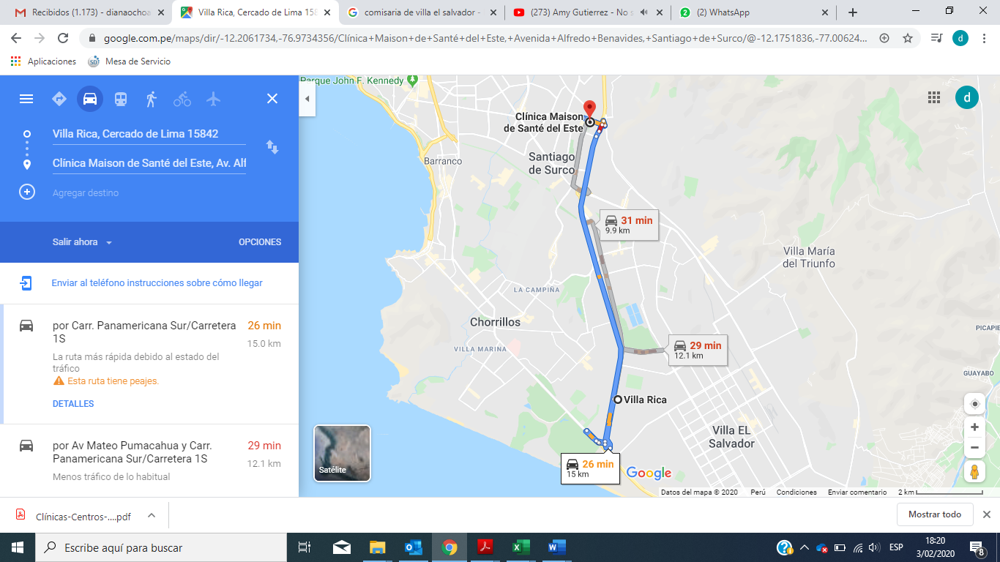 Recibidos (1.173) - dianaochoa
Villa Rica, Cercado de Lima 158
comisaria de villa el salvador -
(273) Amy Gutierrez - No s
(2) WhatsApp
google.com.pe/maps/dir/-12.2061734,-76.9734356/Clínica+Maison+de+Santé+del+Este,+Avenida+Alfredo+Benavides,+Santiago+de+Surco/@-12.1751836,-77.00624...
d
Aplicaciones
Mesa de Servicio
Villa Rica, Cercado de Lima 15842
Clínica Maison de Santé del Este, Av. Alf
Agregar destino
Salir ahora
OPCIONES
Enviar al teléfono instrucciones sobre cómo llegar
por Carr. Panamericana Sur/Carretera
1S
26 min
15.0 km
La ruta más rápida debido al estado del
tráfico
Esta ruta tiene peajes.
DETALLES
por Av Mateo Pumacahua y Carr.
Panamericana Sur/Carretera 1S
29 min
12.1 km
Menos tráfico de lo habitual
Parque John F. Kennedy
d
Clínica Maison
de Santé del Este
Santiago
de Surco
Barranco
31 min
9.9 km
Villa María
del Triunfo
LA CAMPIÑA
Chorrillos
VILLA MARINA
29 min
12.1 km
PICAPIE
GUAYABO
Villa Rica
Villa EL
Salvador
26 min
15 km
Satélite
Google
Datos del mapa © 2020
Perú
Condiciones
Enviar comentario
2 km
Clínicas-Centros-....pdf
Mostrar todo
Escribe aquí para buscar
ESP
18:20
3/02/2020
8